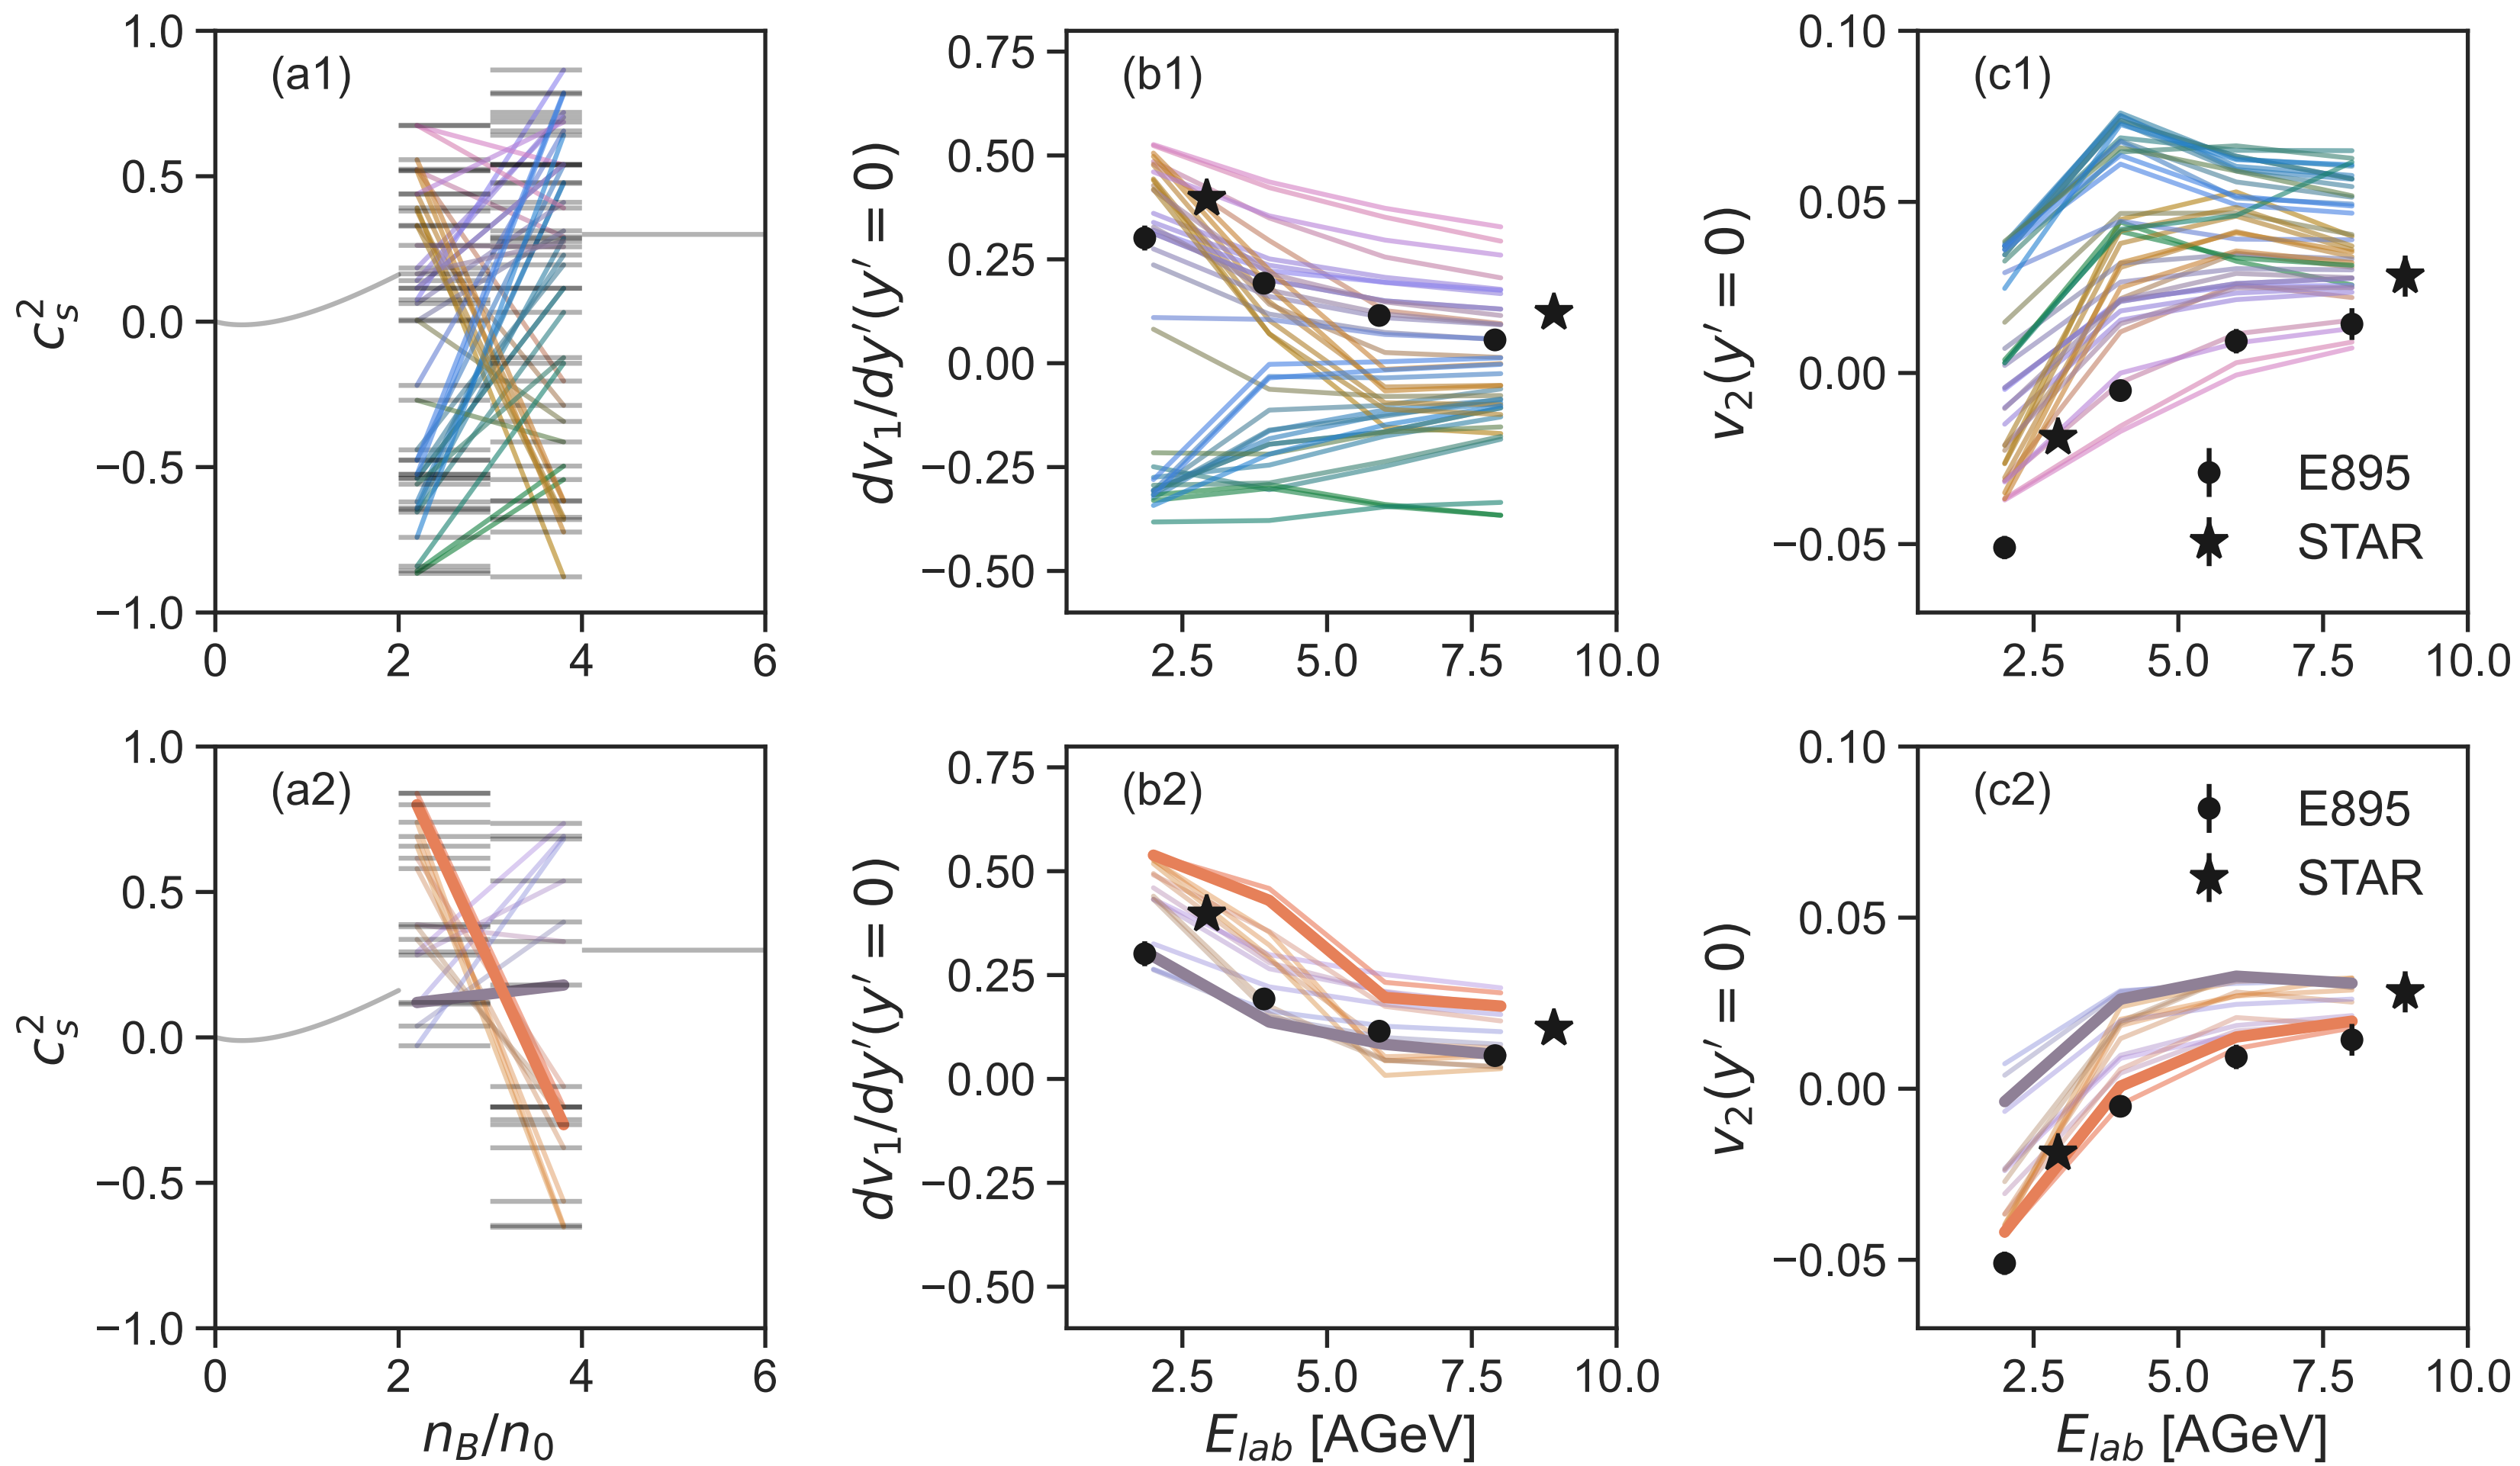 (a1)
1.0
0.5
0.0
−0.5
−1.0
c_s^2
0
2
4
6
(b1)
0.75
0.50
0.25
0.00
−0.25
−0.50
dv_1/dy′(y′ = 0)
2.5
5.0
7.5
10.0
(c1)
0.10
0.05
0.00
−0.05
v_2(y′ = 0)
E895
STAR
2.5
5.0
7.5
10.0
(a2)
1.0
0.5
0.0
−0.5
−1.0
c_s^2
0
2
4
6
n_B/n_0
(b2)
0.75
0.50
0.25
0.00
−0.25
−0.50
dv_1/dy′(y′ = 0)
2.5
5.0
7.5
10.0
E_lab [AGeV]
(c2)
0.10
0.05
0.00
−0.05
v_2(y′ = 0)
E895
STAR
2.5
5.0
7.5
10.0
E_lab [AGeV]